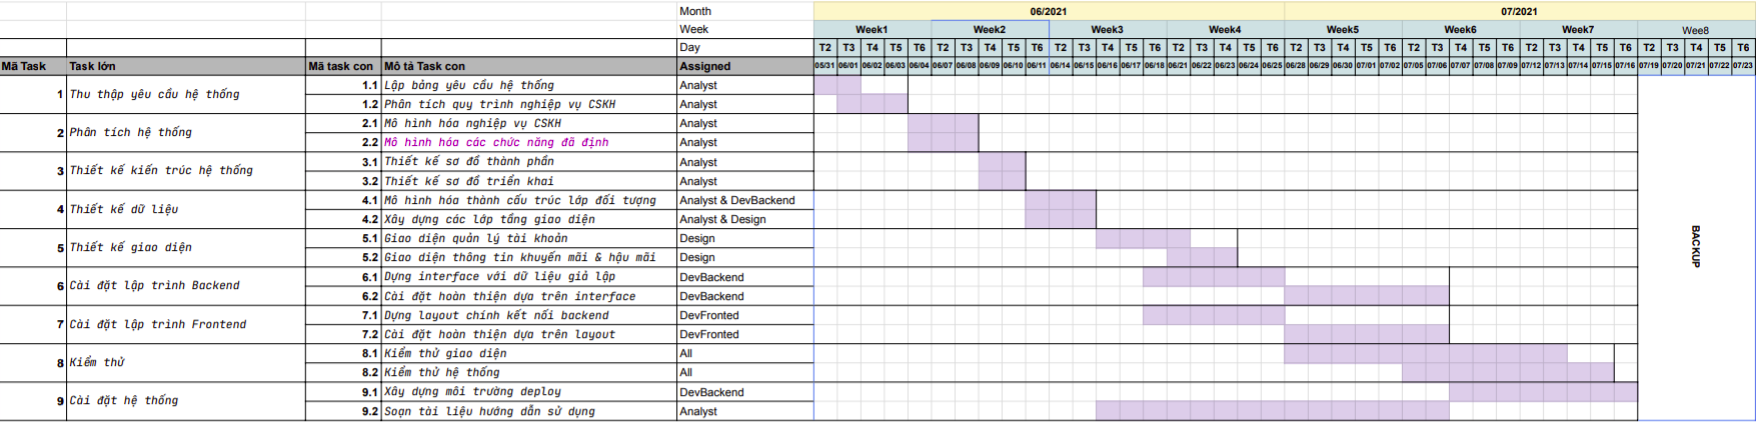 Month 06/2021 07/2021
Week Week1 Week2 Week3 Week4 Week5 Week6 Week7 Wee8
Day T2 T3 T4 T5 T6 T2 T3 T4 T5 T6 T2 T3 T4 T5 T6 T2 T3 T4 T5 T6 T2 T3 T4 T5 T6 T2 T3 T4 T5 T6 T2 T3 T4 T5 T6 T2 T3 T4 T5 T6
Mã Task Task lớn Mã task con Mô tả Task con Assigned 05/31 06/01 06/02 06/03 06/04 06/07 06/08 06/09 06/10 06/11 06/14 06/15 06/16 06/17 06/18 06/21 06/22 06/23 06/24 06/25 06/28 06/29 06/30 07/01 07/02 07/05 07/06 07/07 07/08 07/09 07/12 07/13 07/14 07/15 07/16 07/19 07/20 07/21 07/22 07/23
1 Thu thập yêu cầu hệ thống
1.1 Lập bảng yêu cầu hệ thống Analyst
1.2 Phân tích quy trình nghiệp vụ CSKH Analyst
2 Phân tích hệ thống
2.1 Mô hình hóa nghiệp vụ CSKH Analyst
2.2 Mô hình hóa các chức năng đã định Analyst
3 Thiết kế kiến trúc hệ thống
3.1 Thiết kế sơ đồ thành phần Analyst
3.2 Thiết kế sơ đồ triển khai Analyst
4 Thiết kế dữ liệu
4.1 Mô hình hóa thành cấu trúc lớp đối tượng Analyst & DevBackend
4.2 Xây dựng các lớp tầng giao diện Analyst & Design
5 Thiết kế giao diện
5.1 Giao diện quản lý tài khoản Design
5.2 Giao diện thông tin khuyến mãi & hậu mãi Design
6 Cài đặt lập trình Backend
6.1 Dựng interface với dữ liệu giả lập DevBackend
6.2 Cài đặt hoàn thiện dựa trên interface DevBackend
7 Cài đặt lập trình Frontend
7.1 Dựng layout chính kết nối backend DevFronted
7.2 Cài đặt hoàn thiện dựa trên layout DevFronted
8 Kiểm thử
8.1 Kiểm thử giao diện All
8.2 Kiểm thử hệ thống All
9 Cài đặt hệ thống
9.1 Xây dựng môi trường deploy DevBackend
9.2 Soạn tài liệu hướng dẫn sử dụng Analyst
BACKUP